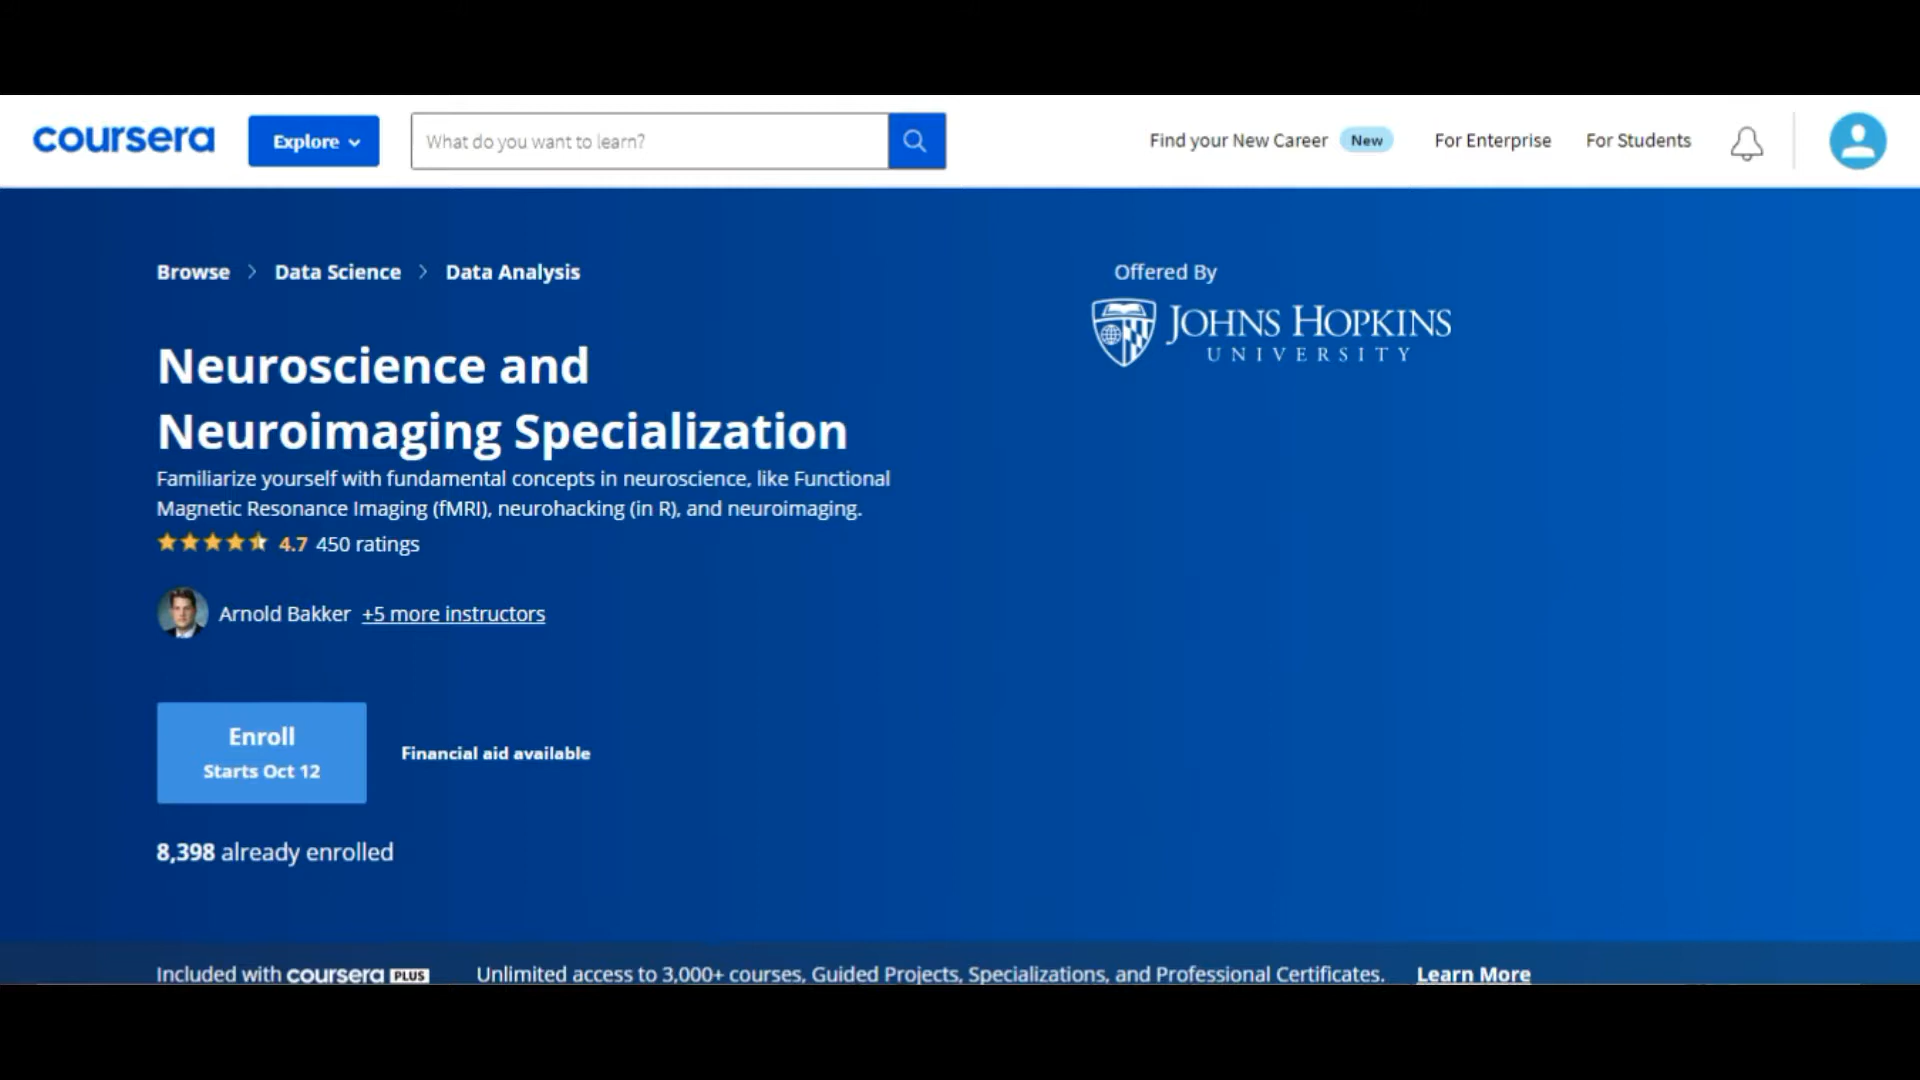 coursera
Explore
What do you want to learn?
Find your New Career New
For Enterprise
For Students
Browse > Data Science > Data Analysis
Offered By
JOHNS HOPKINS
UNIVERSITY
Neuroscience and
Neuroimaging Specialization
Familiarize yourself with fundamental concepts in neuroscience, like Functional
Magnetic Resonance Imaging (fMRI), neurohacking (in R), and neuroimaging.
4.7 450 ratings
Arnold Bakker +5 more instructors
Enroll
Starts Oct 12
Financial aid available
8,398 already enrolled
Included with coursera PLUS
Unlimited access to 3,000+ courses, Guided Projects, Specializations, and Professional Certificates. Learn More